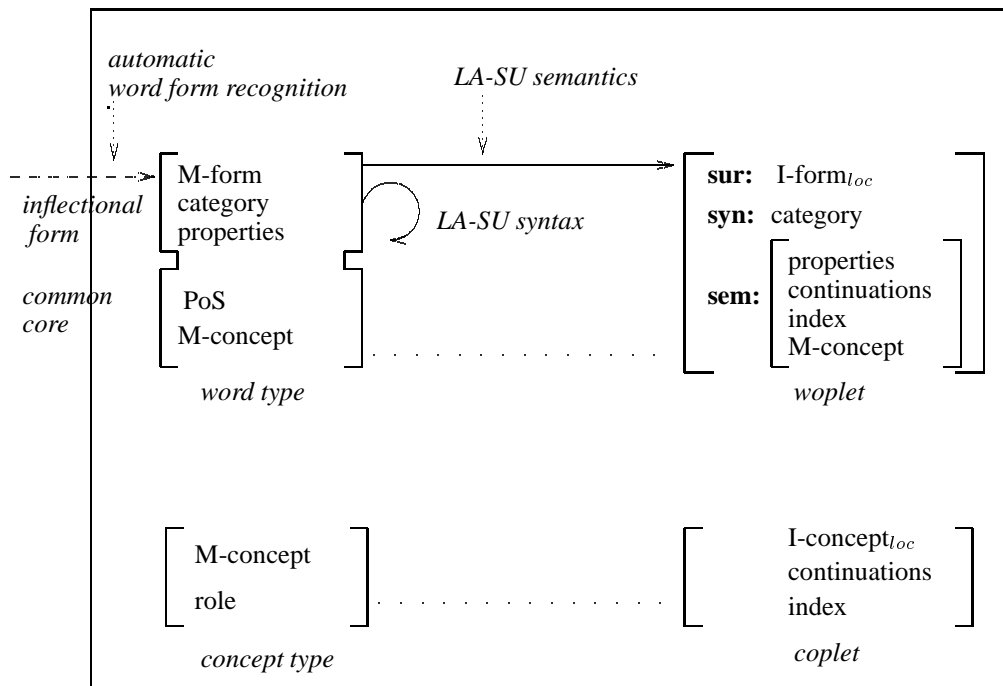 automatic
word form recognition
LA-SU semantics
inflectional
form
M-form
category
properties
LA-SU syntax
sur: I-form_loc
syn: category
sem:
properties
continuations
index
M-concept
common
core
PoS
M-concept
word type
woplet
M-concept
role
I-concept_loc
continuations
index
concept type
coplet